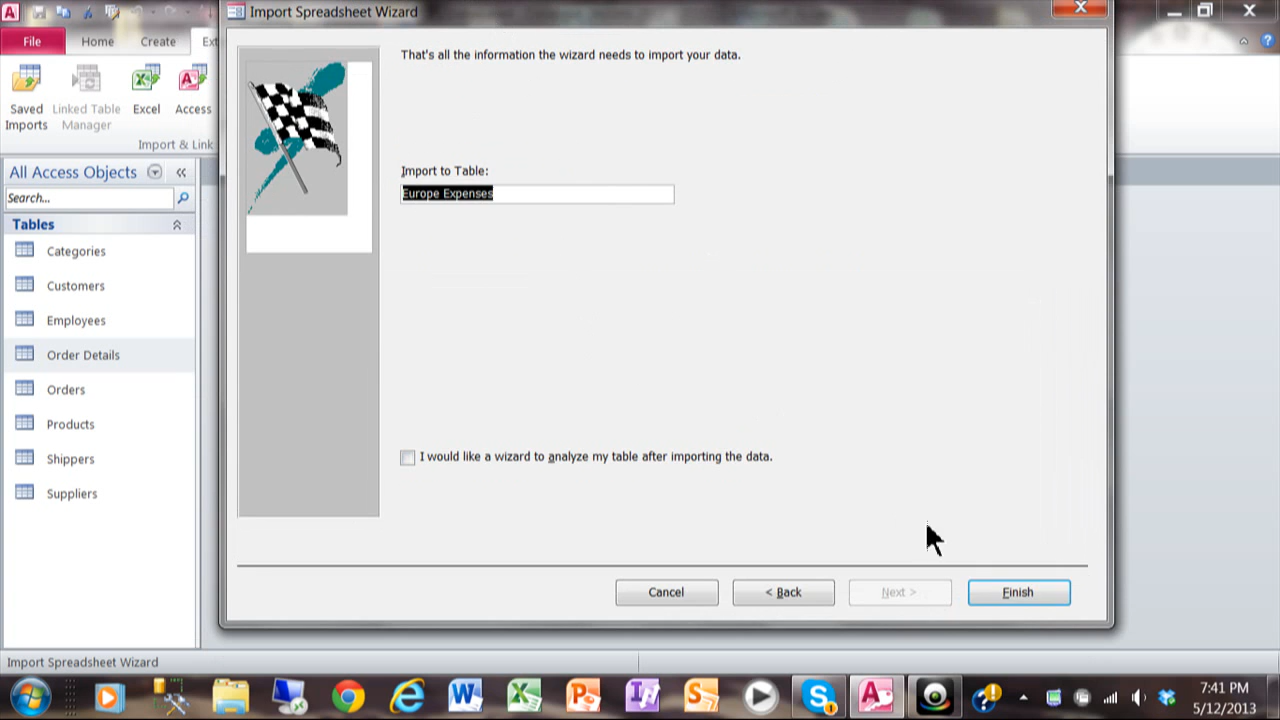 Import Spreadsheet Wizard
File
Home
Create
Saved Imports
Linked Table Manager
Excel
Access
Import & Link
All Access Objects
Search...
Tables
Categories
Customers
Employees
Order Details
Orders
Products
Shippers
Suppliers
That's all the information the wizard needs to import your data.
Import to Table:
Europe Expenses
I would like a wizard to analyze my table after importing the data.
Cancel
< Back
Next >
Finish
Import Spreadsheet Wizard
7:41 PM
5/12/2013